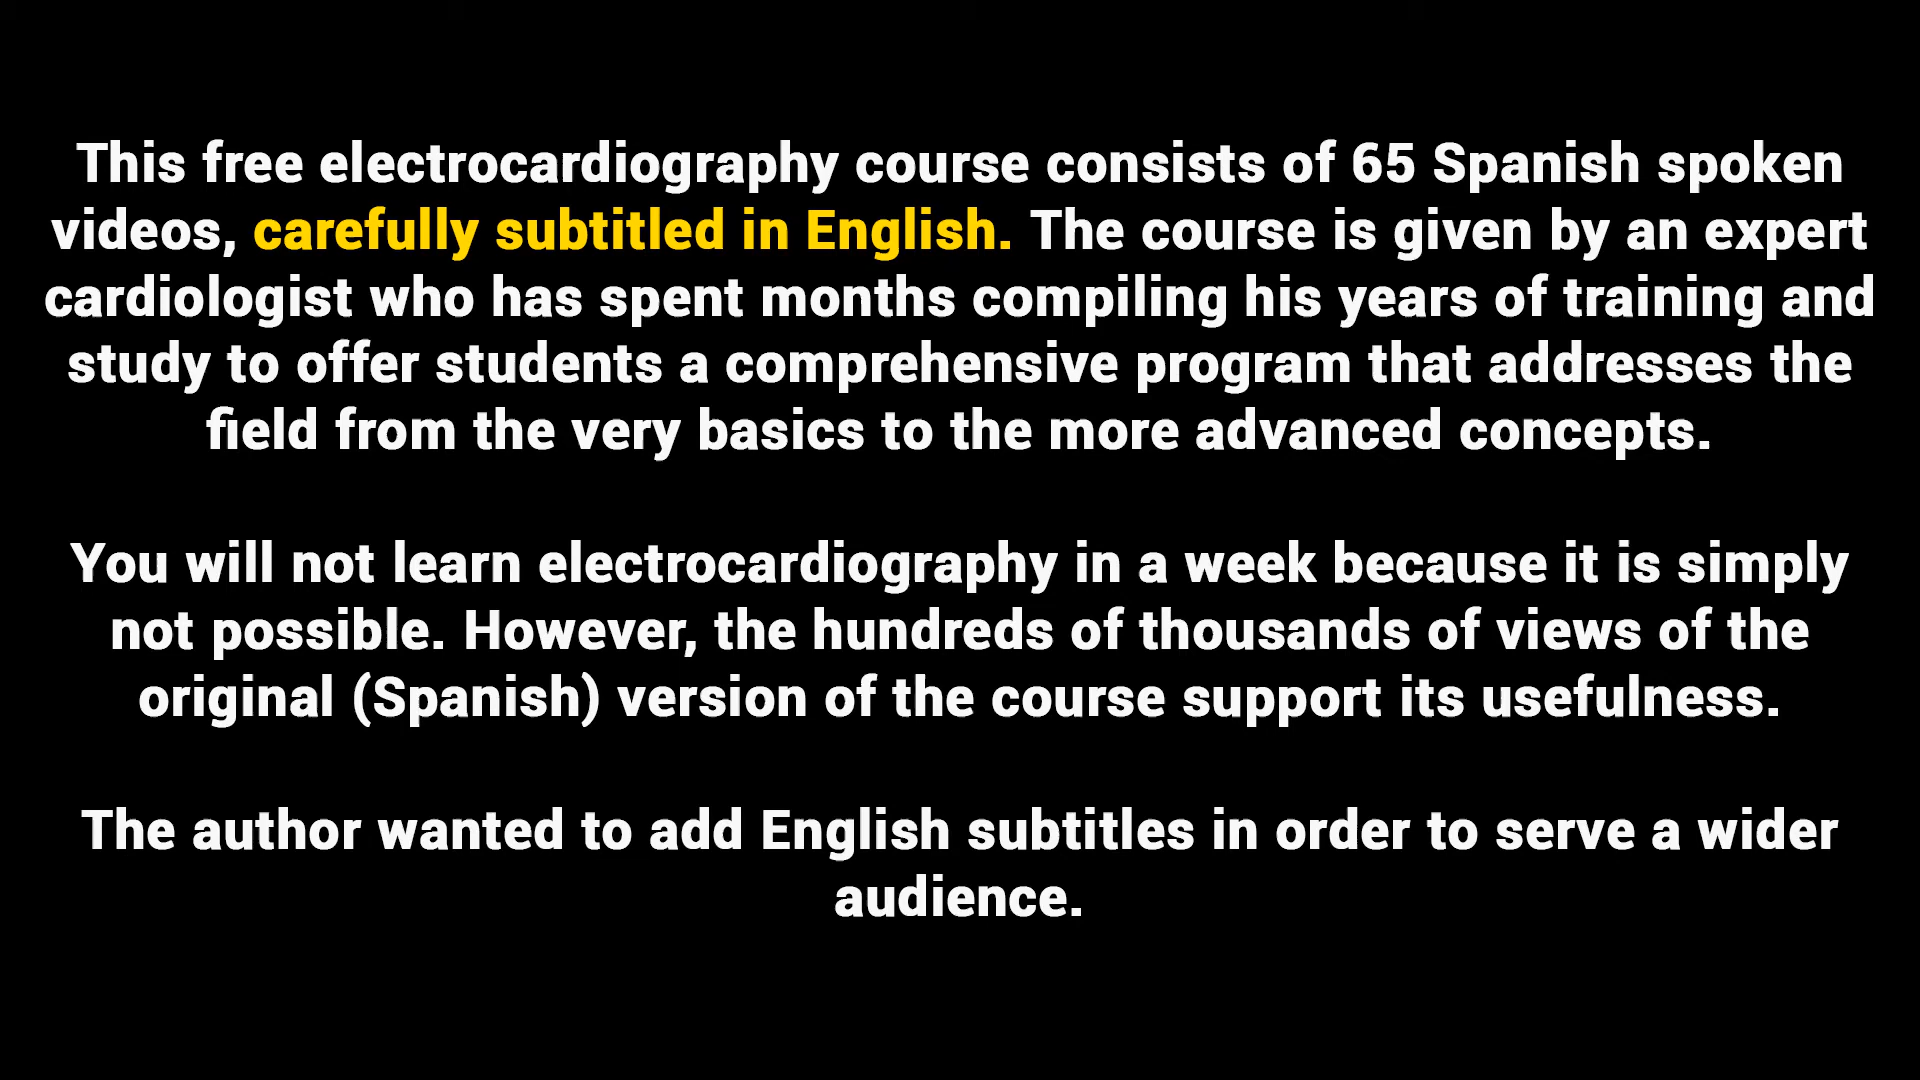 This free electrocardiography course consists of 65 Spanish spoken
videos, carefully subtitled in English. The course is given by an expert
cardiologist who has spent months compiling his years of training and
study to offer students a comprehensive program that addresses the
field from the very basics to the more advanced concepts.
You will not learn electrocardiography in a week because it is simply
not possible. However, the hundreds of thousands of views of the
original (Spanish) version of the course support its usefulness.
The author wanted to add English subtitles in order to serve a wider
audience.